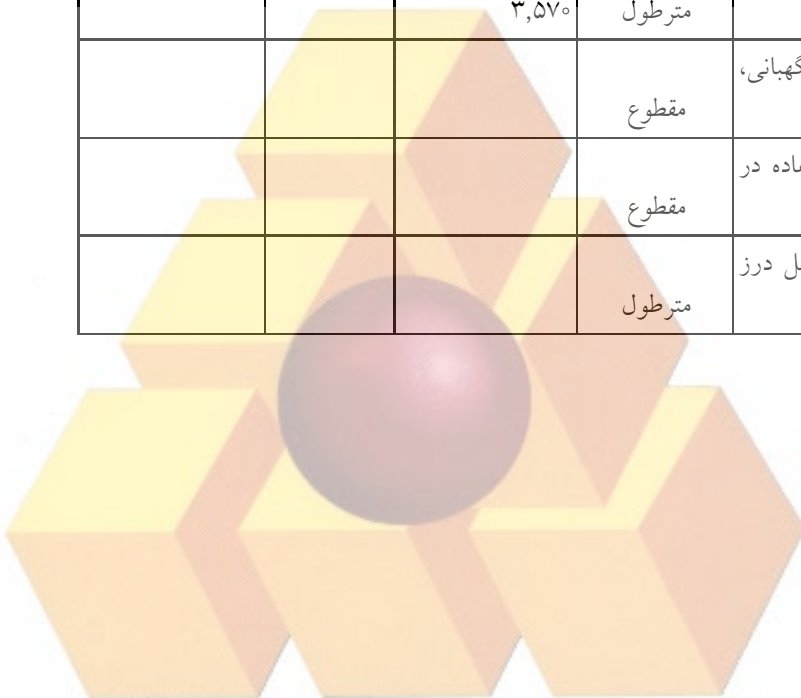 مترطول ۳,۵۷۰
گهبانی،
مقطوع
اده در
مقطوع
ل درز
مترطول